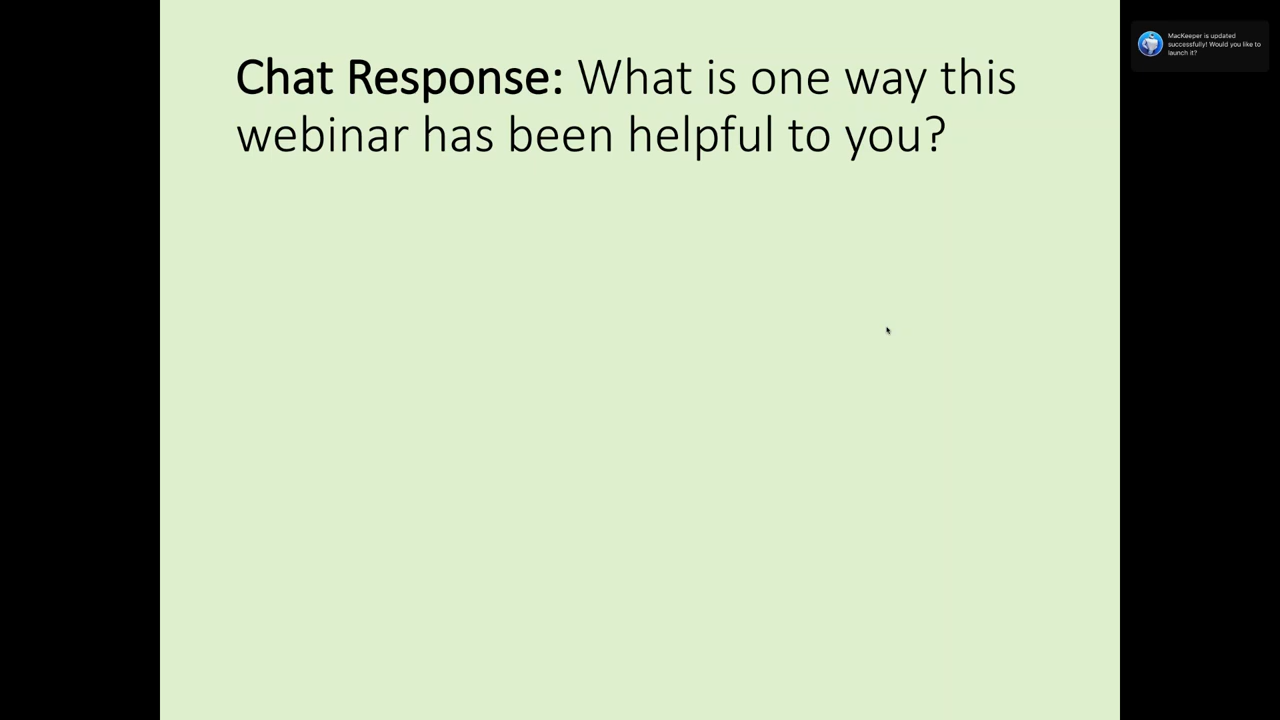 Chat Response: What is one way this
webinar has been helpful to you?
MacKeeper is updated
successfully! Would you like to
launch it?